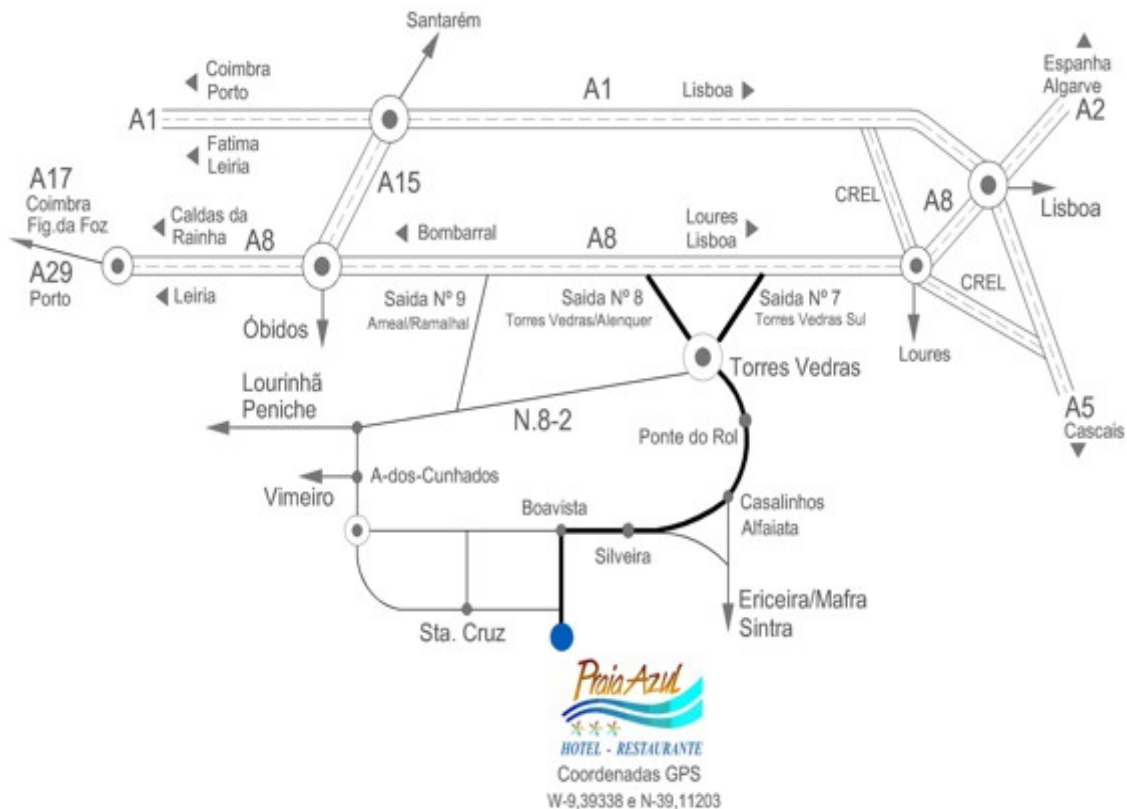 Santarém
Coimbra
Porto
A1
Lisboa
Espanha
Algarve
A1
A2
Fatima
Leiria
A15
A17
Coimbra
Fig.da Foz
CREL
A8
Lisboa
Caldas da
Rainha
A8
Bombarral
A8
Loures
Lisboa
A29
Porto
Leiria
CREL
Óbidos
Saida Nº 9
Ameal/Ramalhal
Saida Nº 8
Torres Vedras/Alenquer
Saida Nº 7
Torres Vedras Sul
Loures
Torres Vedras
Lourinhã
Peniche
N.8-2
A5
Cascais
Ponte do Rol
A-dos-Cunhados
Vimeiro
Boavista
Casalinhos
Alfaiata
Silveira
Ericeira/Mafra
Sintra
Sta. Cruz
Praia Azul
HOTEL - RESTAURANTE
Coordenadas GPS
W-9,39338 e N-39,11203